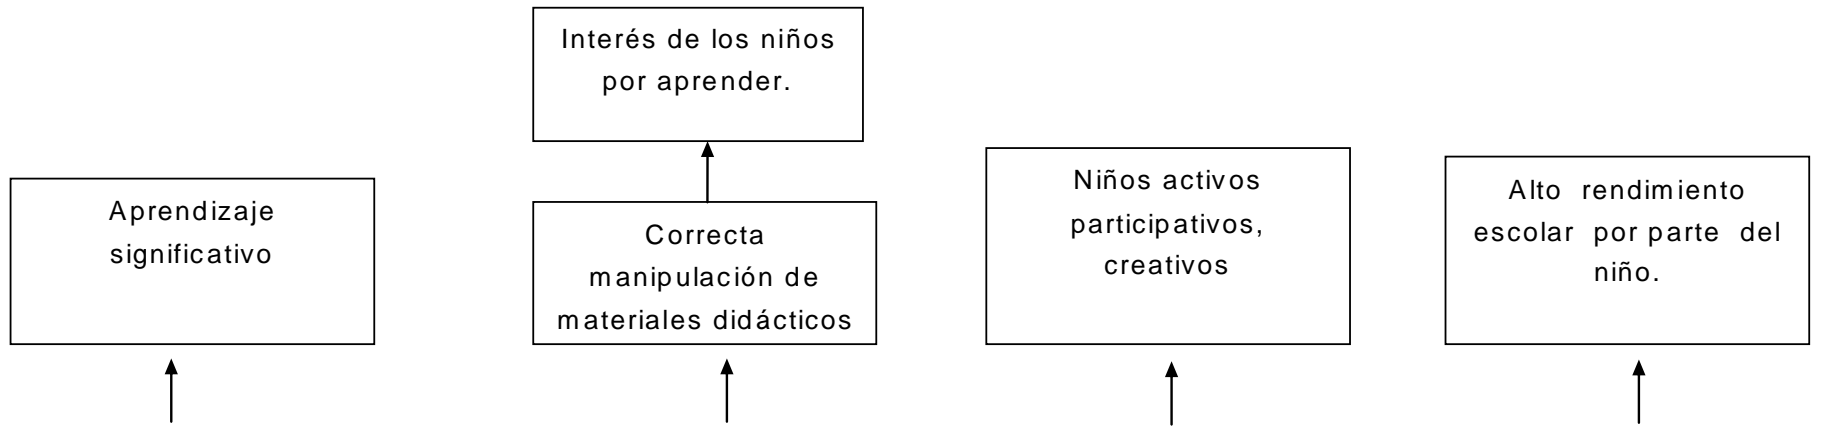 Interés de los niños
por aprender.
Aprendizaje
significativo
Correcta
manipulación de
materiales didácticos
Niños activos
participativos,
creativos
Alto rendimiento
escolar por parte del
niño.